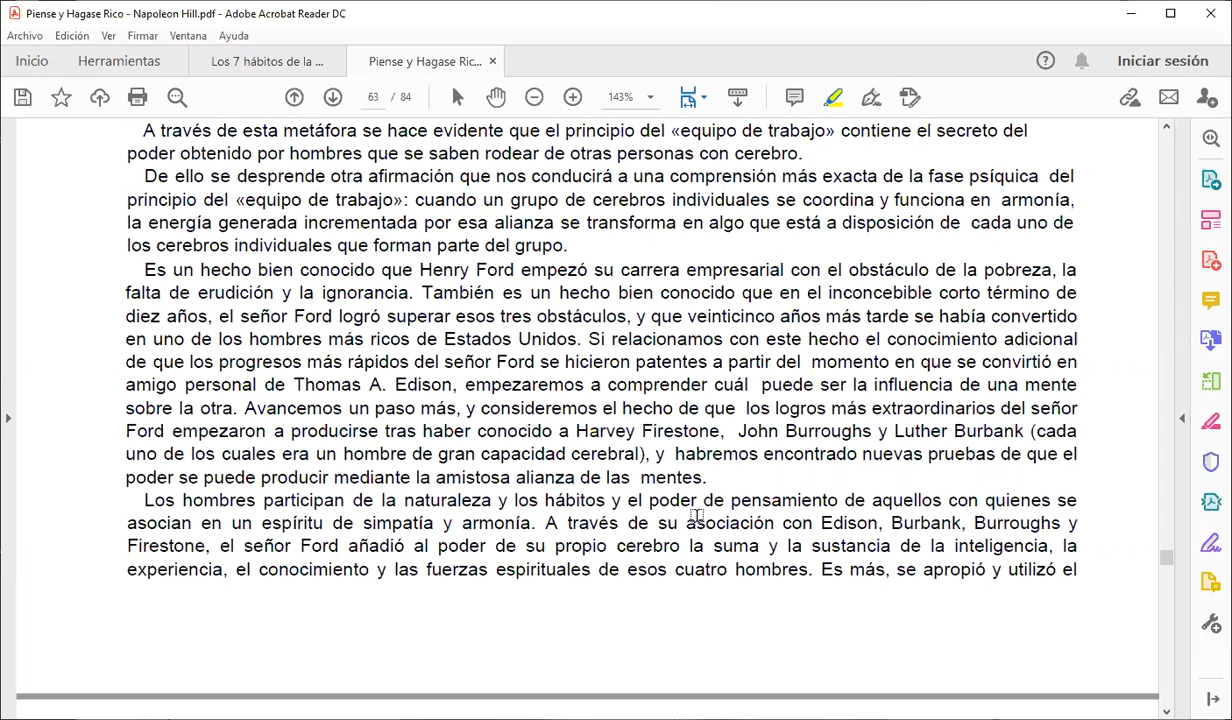 Piense y Hagase Rico - Napoleon Hill.pdf - Adobe Acrobat Reader DC
Archivo Edición Ver Firmar Ventana Ayuda
Inicio Herramientas Los 7 hábitos de la ... Piense y Hagase Ric... × Iniciar sesión
63 / 84 143%
A través de esta metáfora se hace evidente que el principio del «equipo de trabajo» contiene el secreto del
poder obtenido por hombres que se saben rodear de otras personas con cerebro.
De ello se desprende otra afirmación que nos conducirá a una comprensión más exacta de la fase psíquica del
principio del «equipo de trabajo»: cuando un grupo de cerebros individuales se coordina y funciona en armonía,
la energía generada incrementada por esa alianza se transforma en algo que está a disposición de cada uno de
los cerebros individuales que forman parte del grupo.
Es un hecho bien conocido que Henry Ford empezó su carrera empresarial con el obstáculo de la pobreza, la
falta de erudición y la ignorancia. También es un hecho bien conocido que en el inconcebible corto término de
diez años, el señor Ford logró superar esos tres obstáculos, y que veinticinco años más tarde se había convertido
en uno de los hombres más ricos de Estados Unidos. Si relacionamos con este hecho el conocimiento adicional
de que los progresos más rápidos del señor Ford se hicieron patentes a partir del momento en que se convirtió en
amigo personal de Thomas A. Edison, empezaremos a comprender cuál puede ser la influencia de una mente
sobre la otra. Avancemos un paso más, y consideremos el hecho de que los logros más extraordinarios del señor
Ford empezaron a producirse tras haber conocido a Harvey Firestone, John Burroughs y Luther Burbank (cada
uno de los cuales era un hombre de gran capacidad cerebral), y habremos encontrado nuevas pruebas de que el
poder se puede producir mediante la amistosa alianza de las mentes.
Los hombres participan de la naturaleza y los hábitos y el poder de pensamiento de aquellos con quienes se
asocian en un espíritu de simpatía y armonía. A través de su asociación con Edison, Burbank, Burroughs y
Firestone, el señor Ford añadió al poder de su propio cerebro la suma y la sustancia de la inteligencia, la
experiencia, el conocimiento y las fuerzas espirituales de esos cuatro hombres. Es más, se apropió y utilizó el